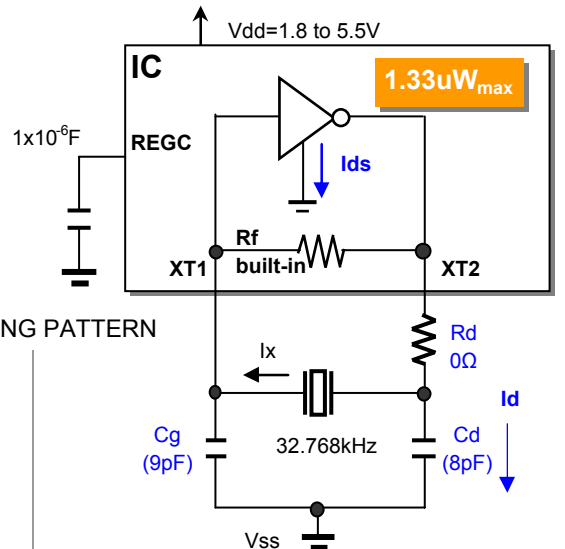 Vdd=1.8 to 5.5V
IC
1.33uWmax
1x10⁻⁶F
REGC
Ids
Rf
built-in
XT1
XT2
NG PATTERN
Rd
0Ω
Ix
Id
Cg
(9pF)
32.768kHz
Cd
(8pF)
Vss